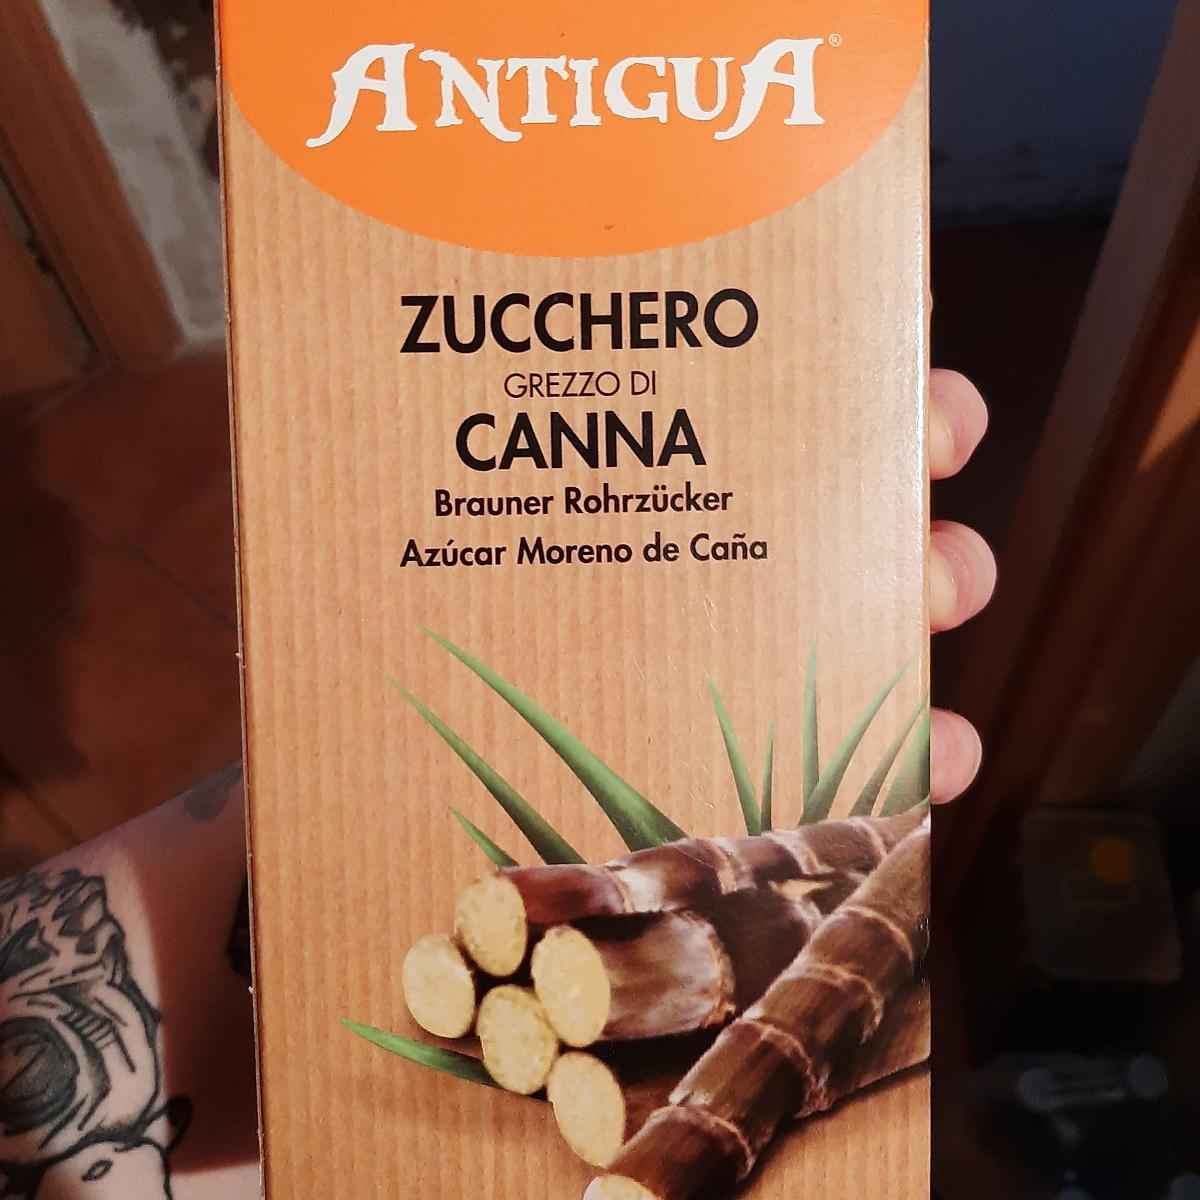 ANTIGUA®
ZUCCHERO
GREZZO DI
CANNA
Brauner Rohrzücker
Azúcar Moreno de Caña